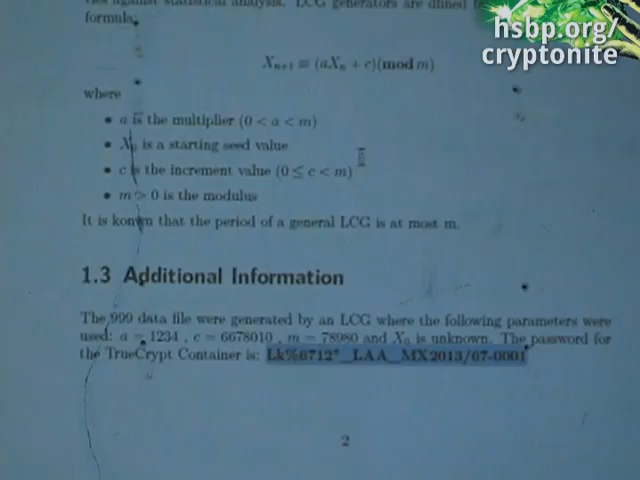 ties against statistical analysis. LCG generators are dfined
formula:
hsbp.org/
cryptonite
Xn+1 ≡ (aXn + c)(mod m)
where
• a is the multiplier (0 < a < m)
• X0 is a starting seed value
• c is the increment value (0 ≤ c < m)
• m > 0 is the modulus
It is konwn that the period of a general LCG is at most m.
1.3 Additional Information
The 999 data file were generated by an LCG where the following parameters were
used: a = 1234 , c = 6678010 , m = 78980 and X0 is unknown. The password for
the TrueCrypt Container is: Lk%6712*_LAA_MX2013/67-0001
2